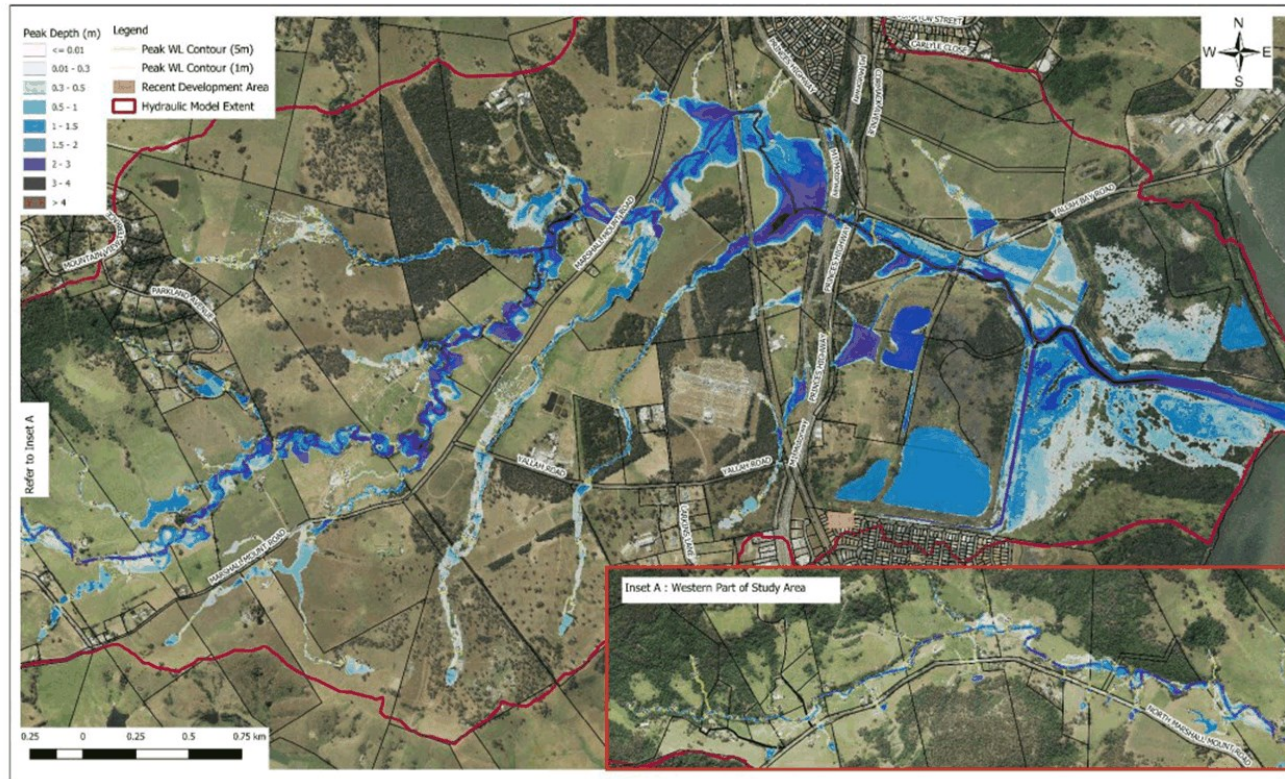 Peak Depth (m)
<= 0.01
0.01 - 0.3
0.3 - 0.5
0.5 - 1
1 - 1.5
1.5 - 2
2 - 3
3 - 4
> 4
Legend
Peak WL Contour (5m)
Peak WL Contour (1m)
Recent Development Area
Hydraulic Model Extent
N
W E
S
CARLYLE CLOSE
PRINCES HIGHWAY
YALLAH BAY ROAD
MARSHALL MOUNT ROAD
PARKLAND AVENUE
PRINCES HIGHWAY
PRINCES HIGHWAY
PRINCES HIGHWAY
YALLAH ROAD
YALLAH ROAD
MARSHALL MOUNT ROAD
Refer to Inset A
0.25 0 0.25 0.5 0.75 km
Inset A : Western Part of Study Area
NORTH MARSHALL MOUNT ROAD